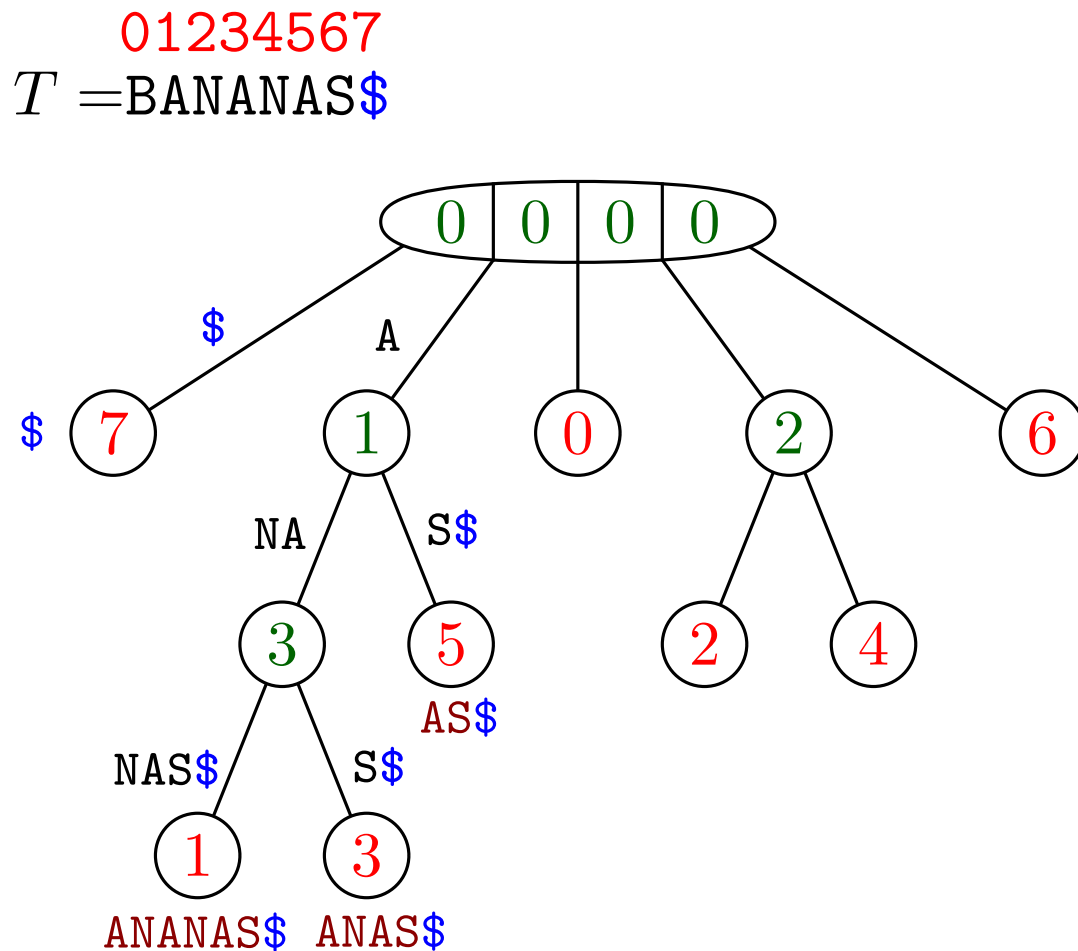 01234567
T =BANANAS$
0 0 0 0
$
A
$ 7 1 0 2 6
NA S$
3 5 2 4
AS$
NAS$ S$
1 3
ANANAS$ ANAS$